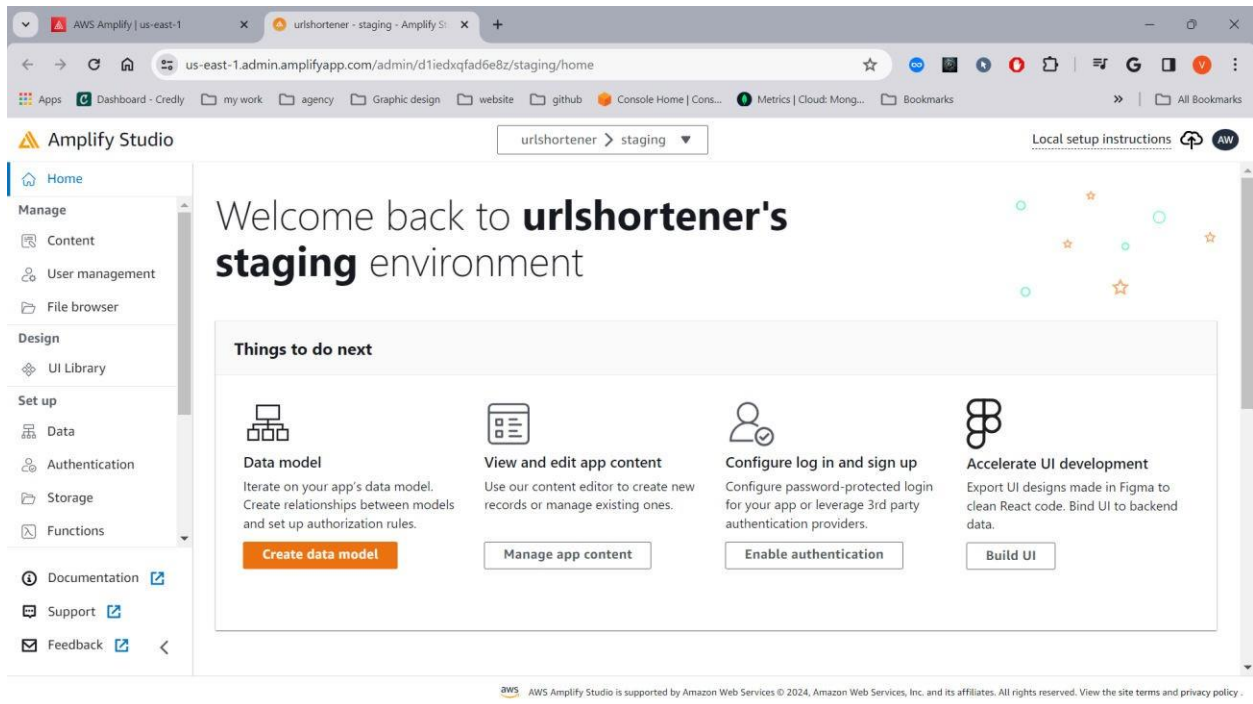 AWS Amplify | us-east-1
urlshortener - staging - Amplify St
us-east-1.admin.amplifyapp.com/admin/d1iedxqfad6e8z/staging/home
Apps Dashboard - Credly my work agency Graphic design website github Console Home | Cons... Metrics | Cloud: Mong... Bookmarks » All Bookmarks
Amplify Studio
urlshortener > staging
Local setup instructions
AW
Home
Manage
Content
User management
File browser
Design
UI Library
Set up
Data
Authentication
Storage
Functions
Documentation
Support
Feedback
Welcome back to urlshortener's
staging environment
Things to do next
Data model
Iterate on your app's data model.
Create relationships between models
and set up authorization rules.
Create data model
View and edit app content
Use our content editor to create new
records or manage existing ones.
Manage app content
Configure log in and sign up
Configure password-protected login
for your app or leverage 3rd party
authentication providers.
Enable authentication
Accelerate UI development
Export UI designs made in Figma to
clean React code. Bind UI to backend
data.
Build UI
aws AWS Amplify Studio is supported by Amazon Web Services © 2024, Amazon Web Services, Inc. and its affiliates. All rights reserved. View the site terms and privacy policy .